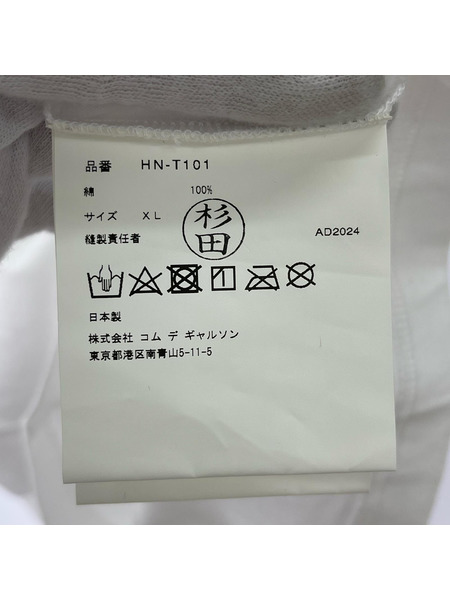 品番 HN-T101
綿 100%
サイズ XL
縫製責任者 杉田 AD2024
日本製
株式会社 コム デ ギャルソン
東京都港区南青山5-11-5